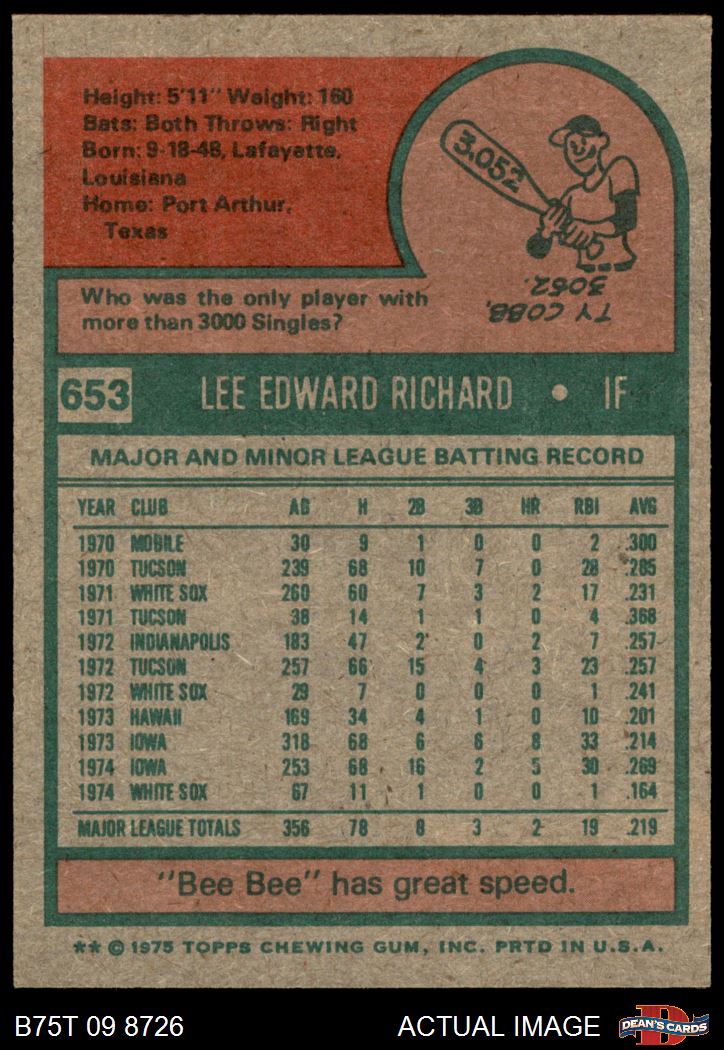 Height: 5'11" Weight: 160
Bats: Both Throws: Right
Born: 9-18-48, Lafayette,
Louisiana
Home: Port Arthur,
Texas
3,052
TY COBB,
3052.
Who was the only player with
more than 3000 Singles?
653 LEE EDWARD RICHARD • IF
MAJOR AND MINOR LEAGUE BATTING RECORD
YEAR CLUB AB H 2B 3B HR RBI AVG
1970 MOBILE 30 9 1 0 0 2 .300
1970 TUCSON 239 68 10 7 0 28 .285
1971 WHITE SOX 260 60 7 3 2 17 .231
1971 TUCSON 38 14 1 1 0 4 .368
1972 INDIANAPOLIS 183 47 2 0 2 7 .257
1972 TUCSON 257 66 15 4 3 23 .257
1972 WHITE SOX 29 7 0 0 0 1 .241
1973 HAWAII 169 34 4 1 0 10 .201
1973 IOWA 318 68 6 6 8 33 .214
1974 IOWA 253 68 16 2 5 30 .269
1974 WHITE SOX 67 11 1 0 0 1 .164
MAJOR LEAGUE TOTALS 356 78 8 3 2 19 .219
"Bee Bee" has great speed.
** © 1975 TOPPS CHEWING GUM, INC. PRTD IN U.S.A.
B75T 09 8726 ACTUAL IMAGE D DEAN'S CARDS